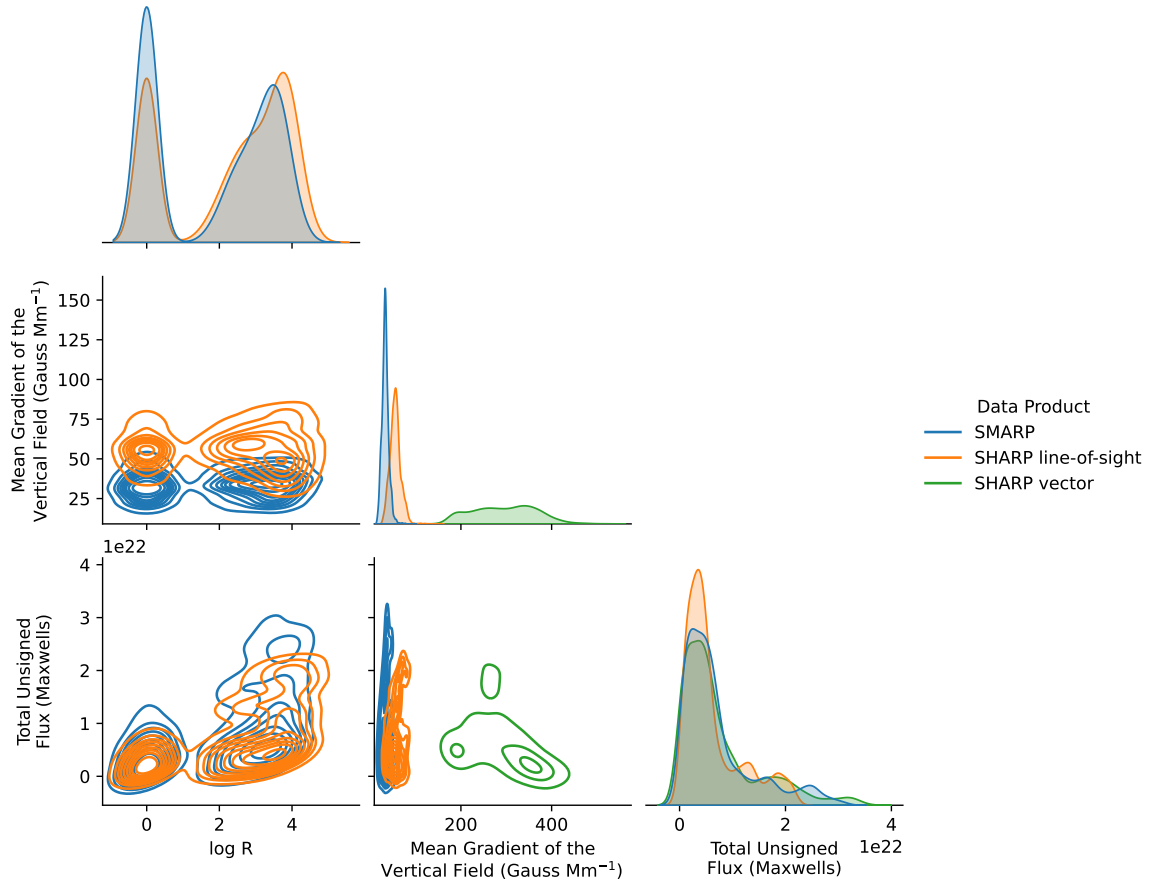 150
125
100
75
50
25
Mean Gradient of the
Vertical Field (Gauss Mm⁻¹)
Data Product
SMARP
SHARP line-of-sight
SHARP vector
1e22
4
3
2
1
0
Total Unsigned
Flux (Maxwells)
0 2 4
log R
200 400
Mean Gradient of the
Vertical Field (Gauss Mm⁻¹)
0 2 4
1e22
Total Unsigned
Flux (Maxwells)